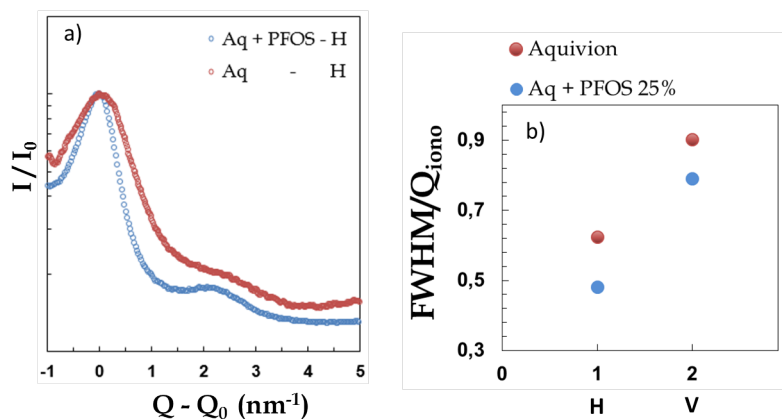 a)
Aq + PFOS - H
Aq - H
I / I₀
-1 0 1 2 3 4 5
Q - Q₀ (nm⁻¹)
Aquivion
Aq + PFOS 25%
b)
FWHM/Q_iono
0.9
0.7
0.5
0.3
0 1 2
H V